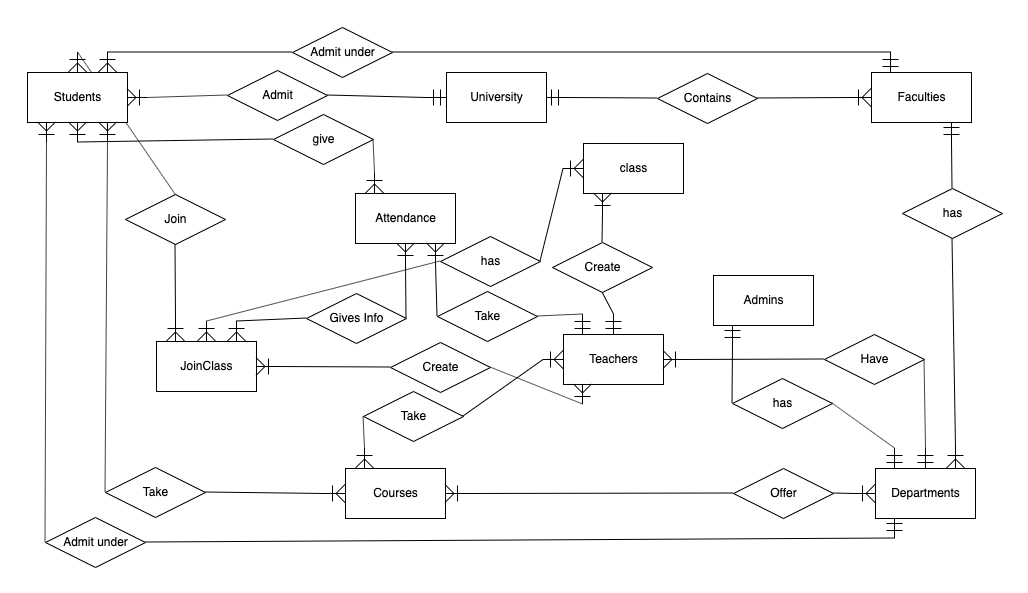 Admit under
Students
Admit
University
Contains
Faculties
give
class
Join
Attendance
has
has
Create
Admins
Gives Info
Take
JoinClass
Create
Teachers
Have
Take
has
Take
Courses
Offer
Departments
Admit under